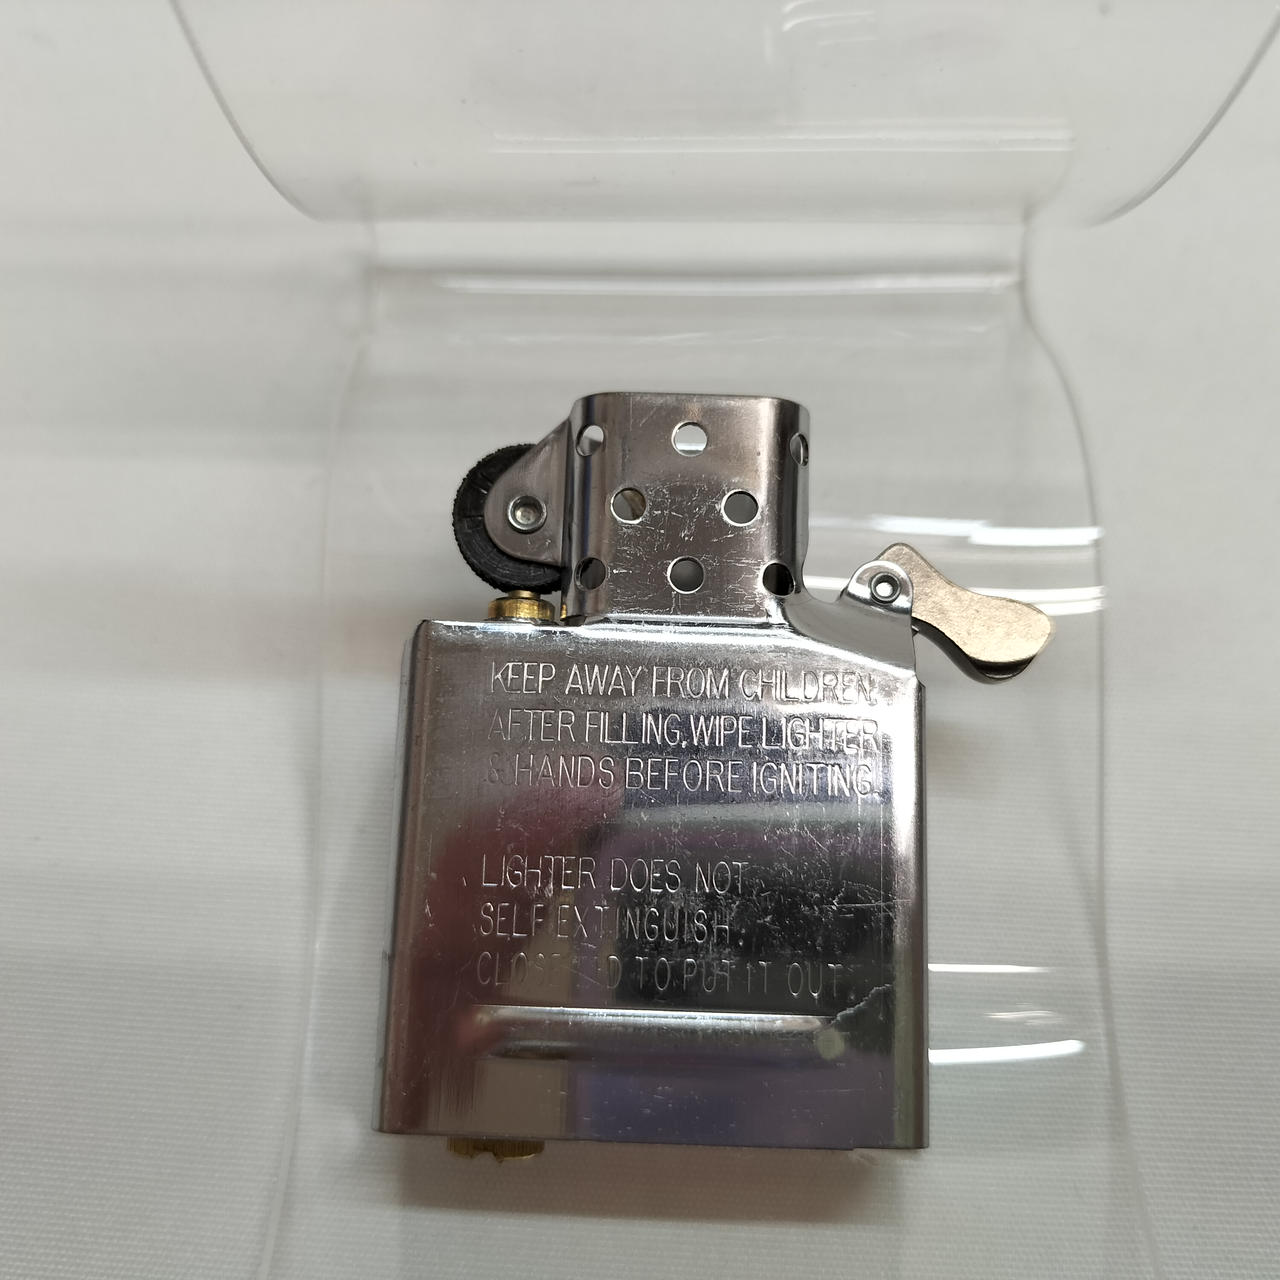 KEEP AWAY FROM CHILDREN.
AFTER FILLING, WIPE LIGHTER
& HANDS BEFORE IGNITING.
LIGHTER DOES NOT
SELF EXTINGUISH.
CLOSE LID TO PUT IT OUT.